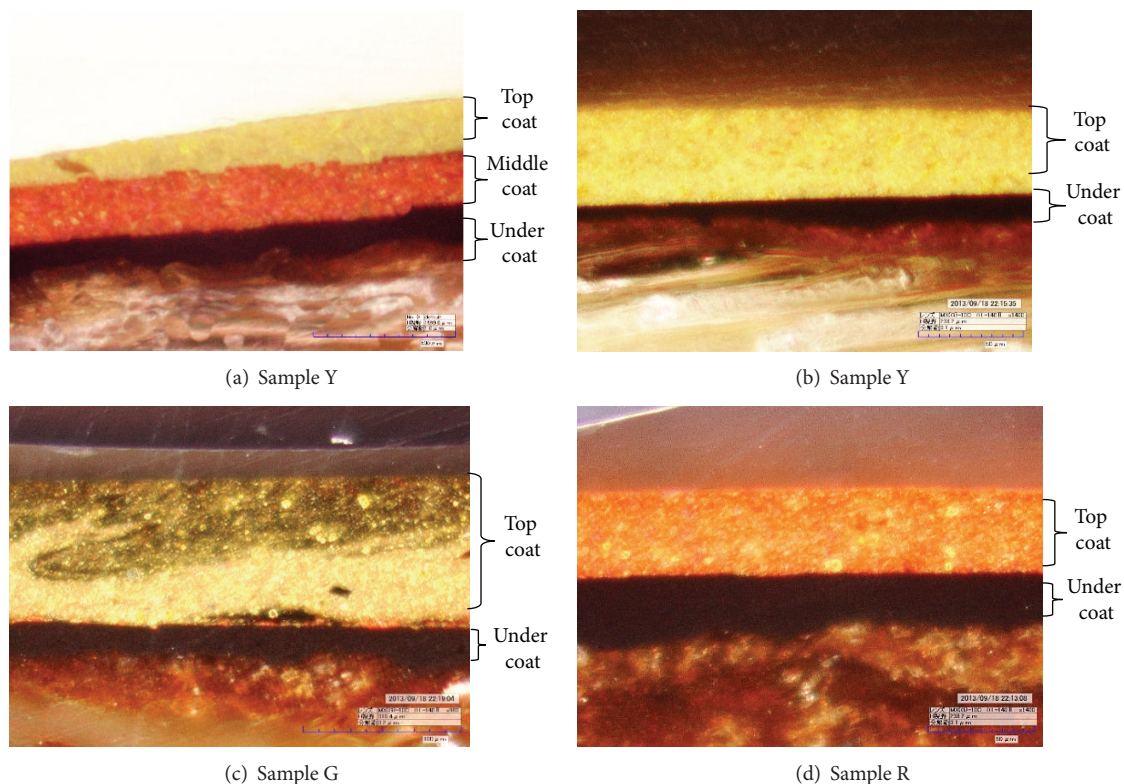 Top
coat
Middle
coat
Under
coat
(a) Sample Y
Top
coat
Under
coat
2013/09/18 22:15:35
(b) Sample Y
Top
coat
Under
coat
2013/09/18 22:19:04
(c) Sample G
Top
coat
Under
coat
2013/09/18 22:13:08
(d) Sample R